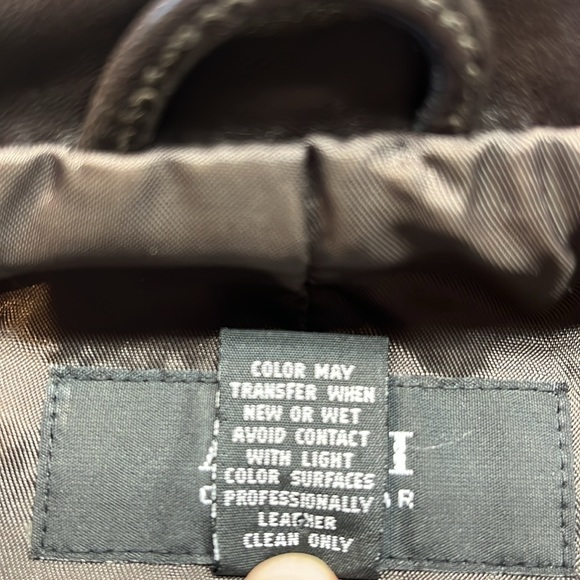 COLOR MAY
TRANSFER WHEN
NEW OR WET
AVOID CONTACT
WITH LIGHT
COLOR SURFACES
PROFESSIONALLY
LEATHER
CLEAN ONLY